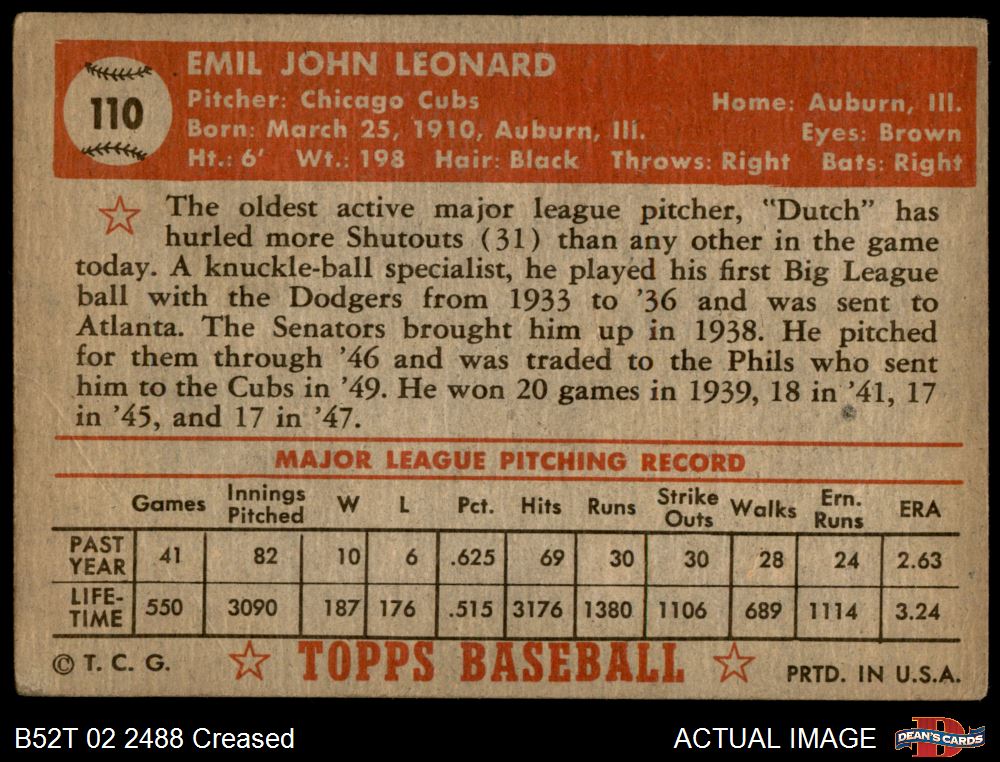 110
EMIL JOHN LEONARD
Pitcher: Chicago Cubs Home: Auburn, Ill.
Born: March 25, 1910, Auburn, Ill. Eyes: Brown
Ht.: 6' Wt.: 198 Hair: Black Throws: Right Bats: Right
The oldest active major league pitcher, "Dutch" has
hurled more Shutouts (31) than any other in the game
today. A knuckle-ball specialist, he played his first Big League
ball with the Dodgers from 1933 to '36 and was sent to
Atlanta. The Senators brought him up in 1938. He pitched
for them through '46 and was traded to the Phils who sent
him to the Cubs in '49. He won 20 games in 1939, 18 in '41, 17
in '45, and 17 in '47.
MAJOR LEAGUE PITCHING RECORD
Games Innings Pitched W L Pct. Hits Runs Strike Outs Walks Ern. Runs ERA
PAST YEAR 41 82 10 6 .625 69 30 30 28 24 2.63
LIFE-TIME 550 3090 187 176 .515 3176 1380 1106 689 1114 3.24
© T. C. G. TOPPS BASEBALL PRTD. IN U.S.A.
B52T 02 2488 Creased ACTUAL IMAGE D DEAN'S CARDS